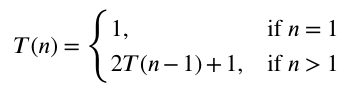 T(n) = { 1, if n = 1
2T(n − 1) + 1, if n > 1